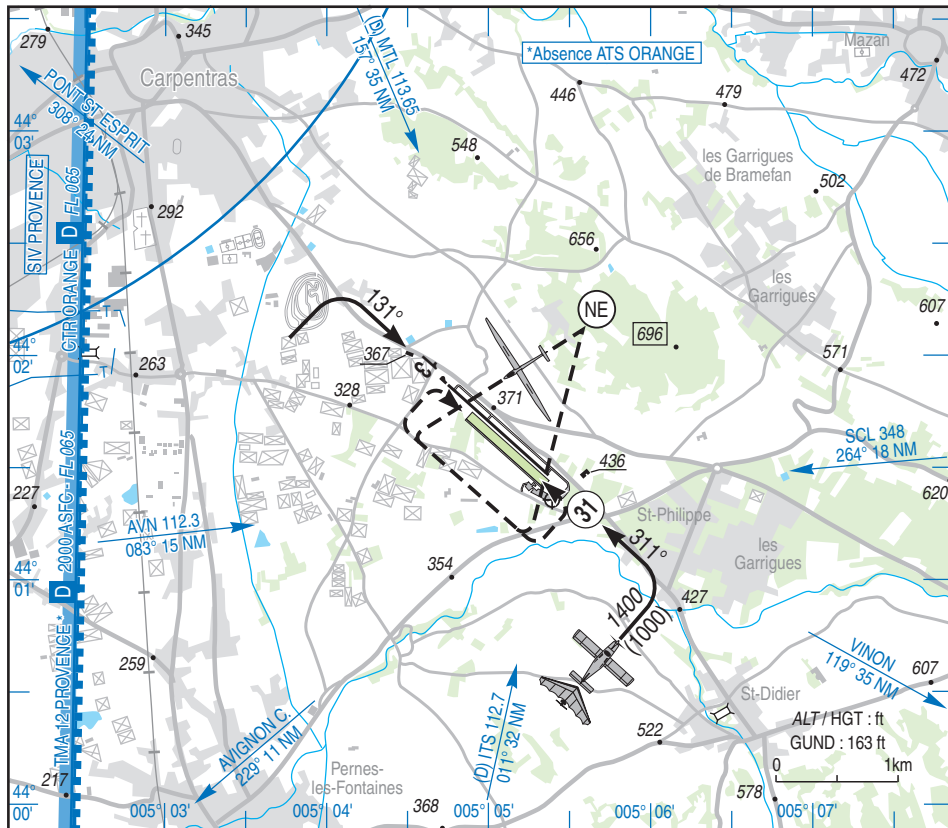 279
345
Carpentras
(D) MTL 113.65
157° 35 NM
*Absence ATS ORANGE
Mazan
472
PONT ST ESPRIT
308° 24 NM
446
479
44°
03'
548
les Garrigues
de Bramefan
502
SIV PROVENCE
CTR ORANGE D FL 065
292
656
les
Garrigues
607
NE
131°
696
44°
02'
367
263
571
328
371
SCL 348
264° 18 NM
436
620
31
St-Philippe
227
AVN 112.3
083° 15 NM
311°
les
Garrigues
TMA 12 PROVENCE * D 2000 ASFC - FL 065
44°
01'
354
427
1400
(1000)
VINON
119° 35 NM
259
607
St-Didier
(D) ITS 112.7
011° 32 NM
AVIGNON C.
229° 11 NM
522
ALT / HGT : ft
GUND : 163 ft
0 1km
217
Pernes-
les-Fontaines
368
578
44°
00'
005° 03'
005° 04'
005° 05'
005° 06'
005° 07'